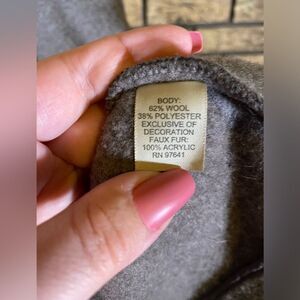 BODY:
62% WOOL
38% POLYESTER
EXCLUSIVE OF
DECORATION
FAUX FUR:
100% ACRYLIC
RN 97641